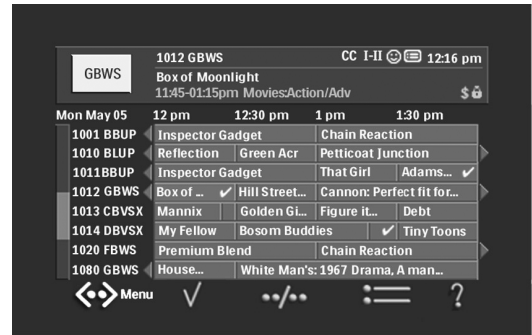 GBWS
1012 GBWS CC I-II 12:16 pm
Box of Moonlight
11:45-01:15pm Movies:Action/Adv $
Mon May 05 12 pm 12:30 pm 1 pm 1:30 pm
1001 BBUP Inspector Gadget Chain Reaction
1010 BLUP Reflection Green Acr Petticoat Junction
1011BBUP Inspector Gadget That Girl Adams...
1012 GBWS Box of ... Hill Street... Cannon: Perfect fit for...
1013 CBVSX Mannix Golden Gi... Figure it... Debt
1014 DBVSX My Fellow Bosom Buddies Tiny Toons
1020 FBWS Premium Blend Chain Reaction
1080 GBWS House... White Man's: 1967 Drama, A man...
Menu ?